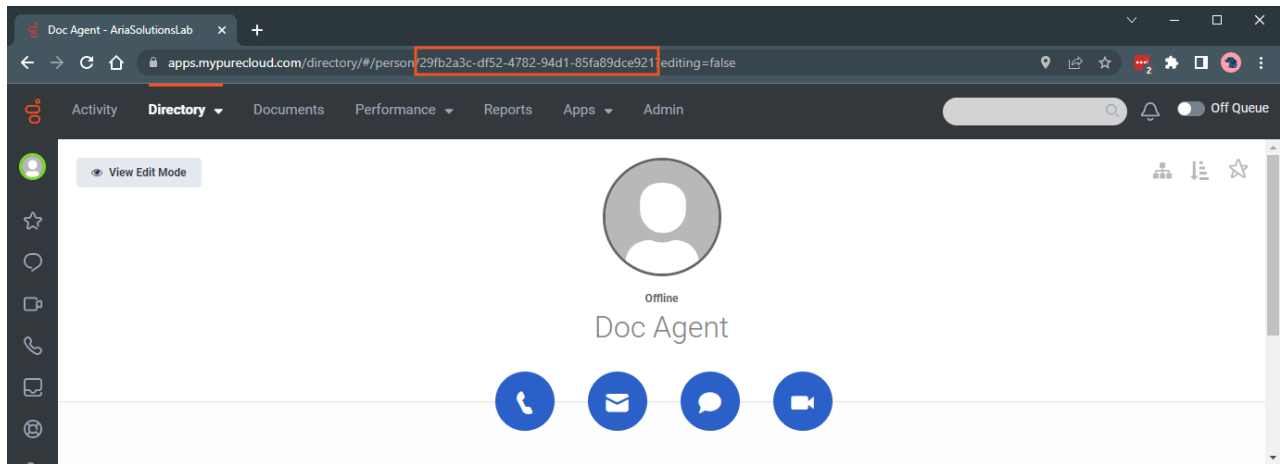 Doc Agent - AriaSolutionsLab
apps.mypurecloud.com/directory/#/person/29fb2a3c-df52-4782-94d1-85fa89dce921?editing=false
2
Activity Directory Documents Performance Reports Apps Admin Off Queue
View Edit Mode
Offline
Doc Agent